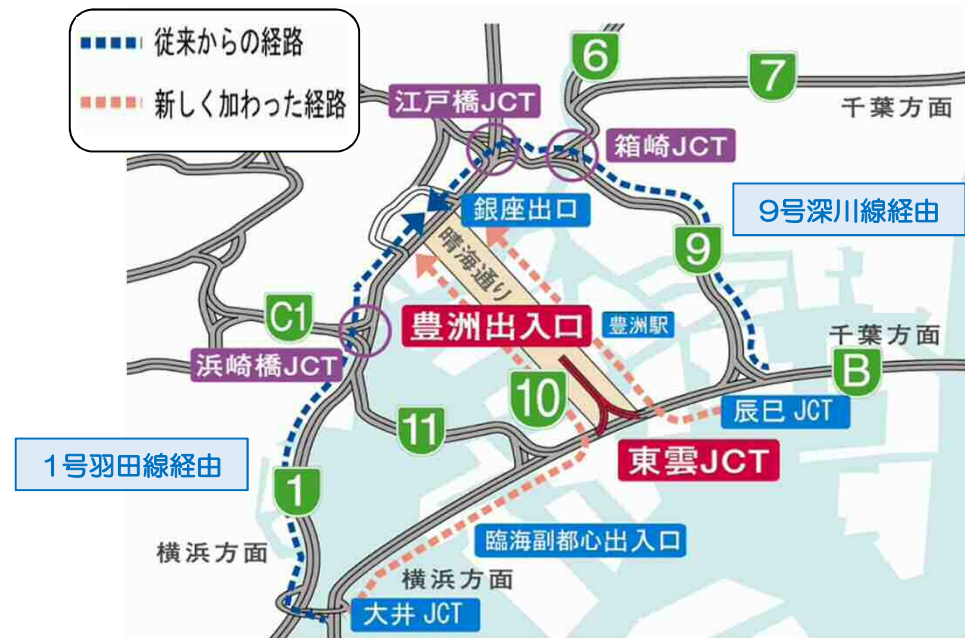 従来からの経路
新しく加わった経路
6
7
江戸橋JCT
千葉方面
箱崎JCT
銀座出口
9号深川線経由
晴海通り
9
C1
豊洲出入口
豊洲駅
千葉方面
浜崎橋JCT
B
10
辰巳 JCT
11
東雲JCT
1号羽田線経由
1
臨海副都心出入口
横浜方面
横浜方面
大井 JCT